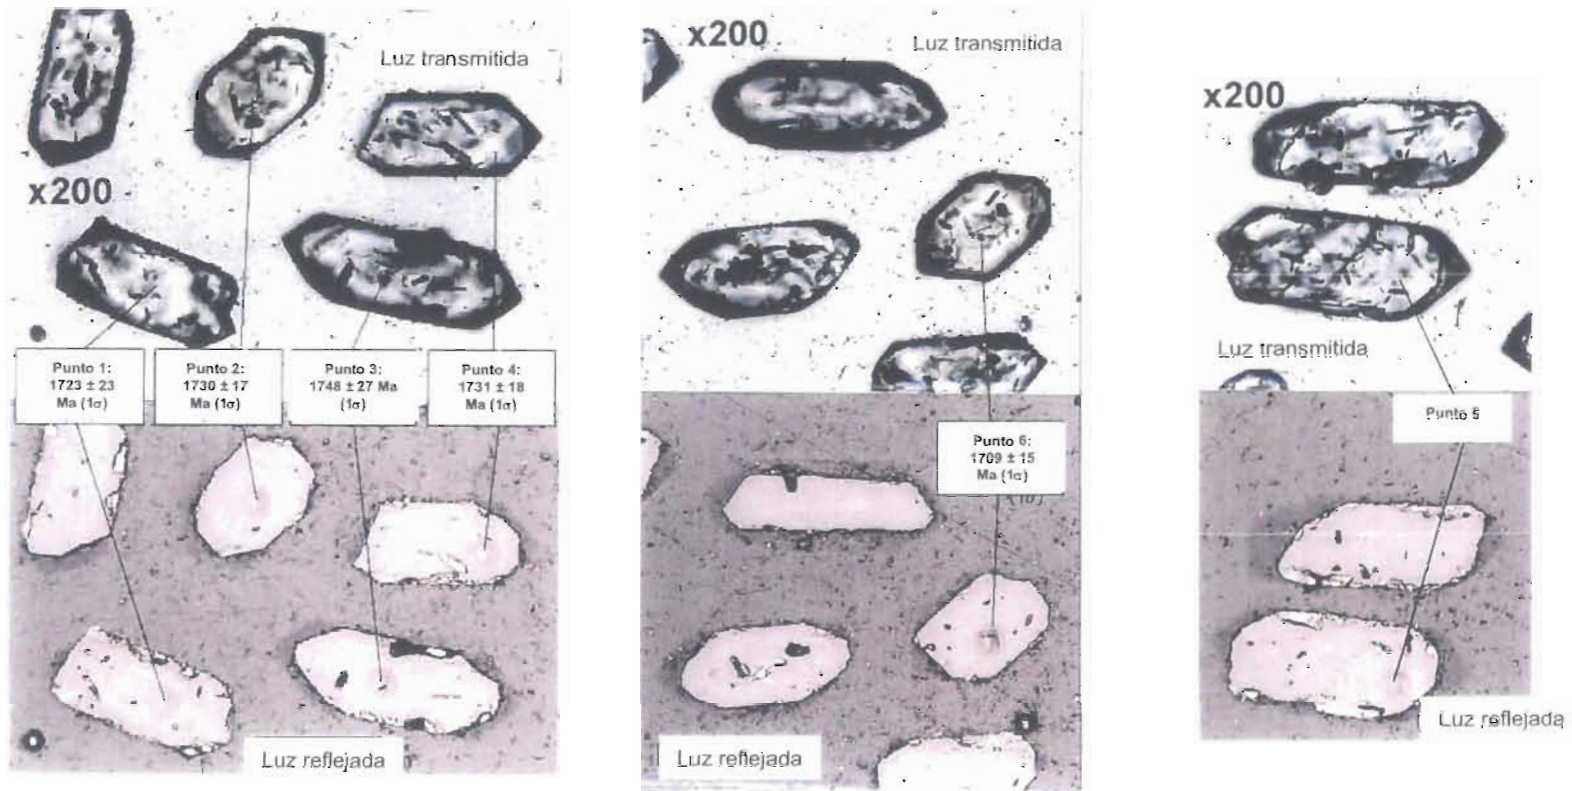 Luz transmitida
x200
Punto 1:
1723 ± 23
Ma (1σ)
Punto 2:
1730 ± 17
Ma (1σ)
Punto 3:
1748 ± 27 Ma
(1σ)
Punto 4:
1731 ± 18
Ma (1σ)
Luz reflejada
x200
Luz transmitida
Punto 6:
1709 ± 15
Ma (1σ)
Luz reflejada
x200
Luz transmitida
Punto 5
Luz reflejada